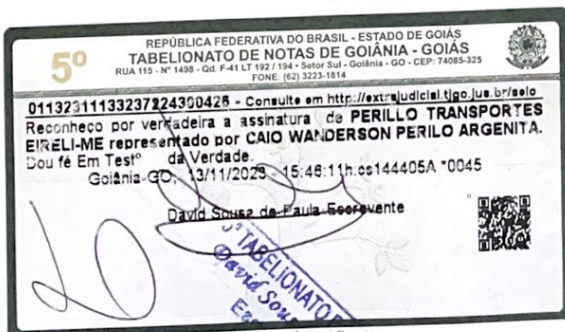 5º
REPÚBLICA FEDERATIVA DO BRASIL - ESTADO DE GOIÁS
TABELIONATO DE NOTAS DE GOIÂNIA - GOIÁS
RUA 115 - Nº 1498 - Qd. F-41 LT 192 / 194 - Setor Sul - Goiânia - GO - CEP: 74085-325
FONE: (62) 3223-1814
01132311133237224300426 - Consulte em http://extrajudicial.tjgo.jus.br/selo
Reconheço por verdadeira a assinatura de PERILLO TRANSPORTES
EIRELI-ME representado por CAIO WANDERSON PERILO ARGENITA.
Dou fé Em Testº da Verdade.
Goiânia-GO, 13/11/2023 - 15:46:11h.cs144405A *0045
David Sousa de Paula Escrevente
TABELIONATO
David Sous